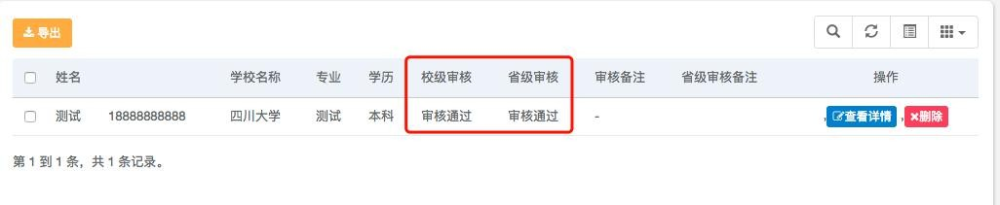 导出
姓名 学校名称 专业 学历 校级审核 省级审核 审核备注 省级审核备注 操作
测试 18888888888 四川大学 测试 本科 审核通过 审核通过 - ,查看详情 ,删除
第 1 到 1 条，共 1 条记录。